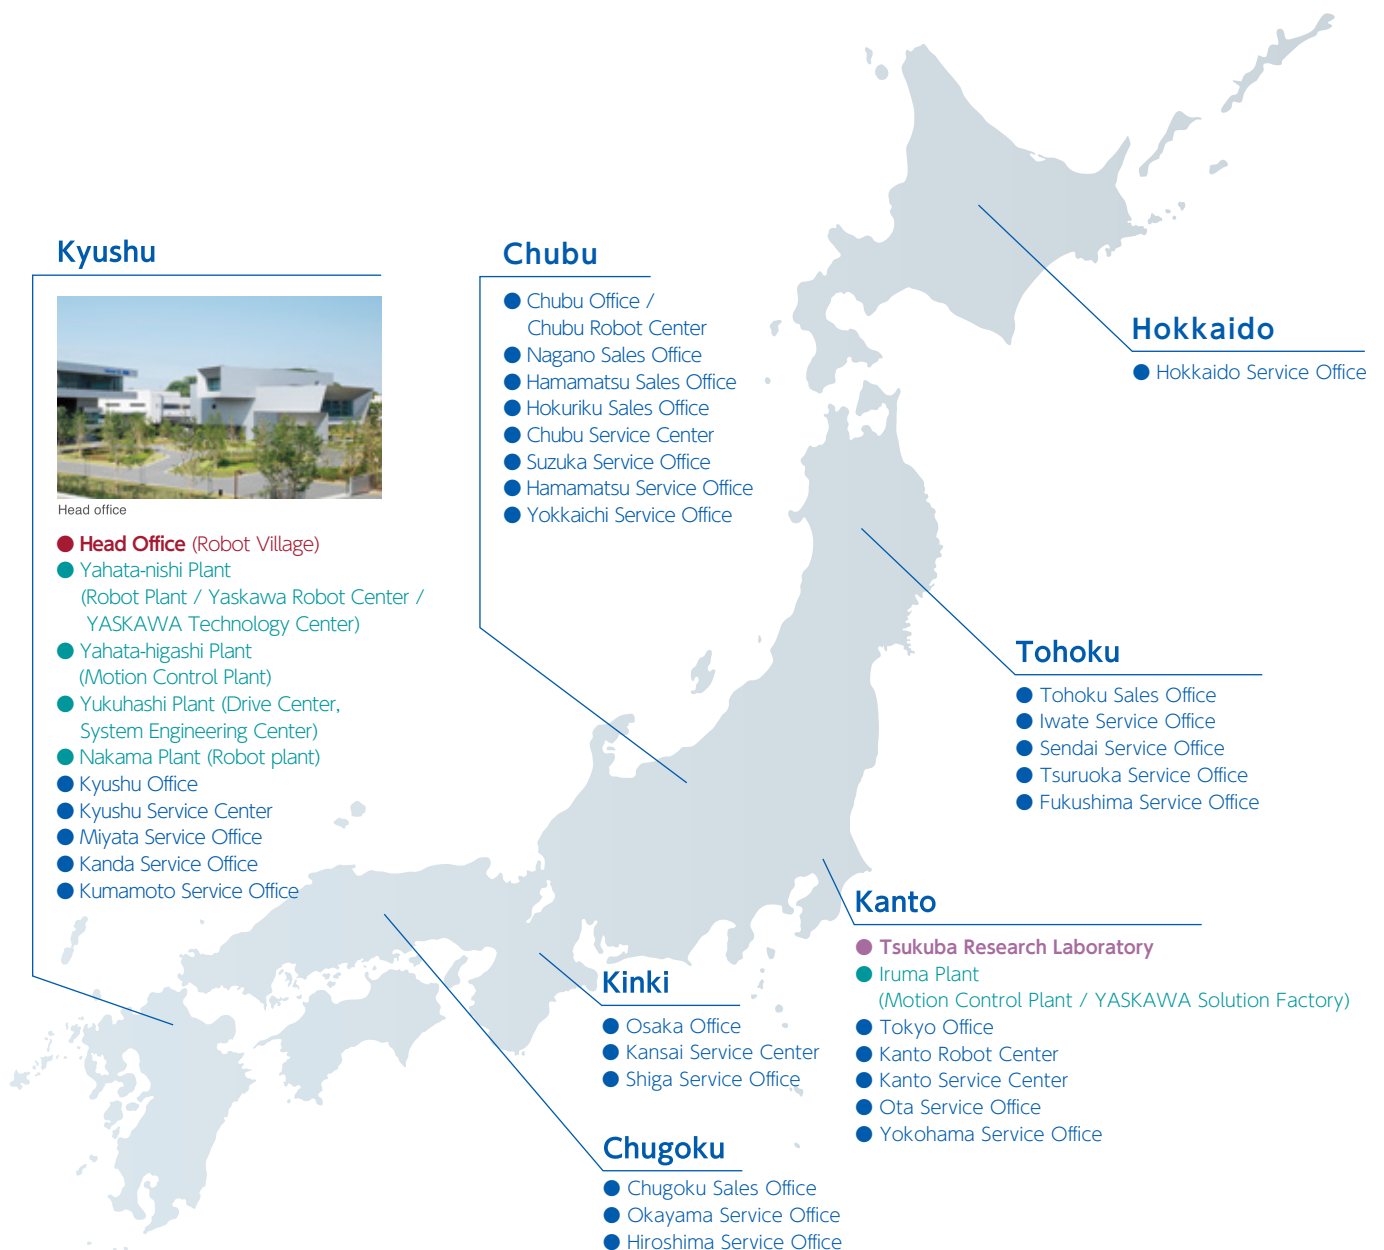 Kyushu
Head office
● Head Office (Robot Village)
● Yahata-nishi Plant
(Robot Plant / Yaskawa Robot Center /
YASKAWA Technology Center)
● Yahata-higashi Plant
(Motion Control Plant)
● Yukuhashi Plant (Drive Center,
System Engineering Center)
● Nakama Plant (Robot plant)
● Kyushu Office
● Kyushu Service Center
● Miyata Service Office
● Kanda Service Office
● Kumamoto Service Office
Chubu
● Chubu Office /
Chubu Robot Center
● Nagano Sales Office
● Hamamatsu Sales Office
● Hokuriku Sales Office
● Chubu Service Center
● Suzuka Service Office
● Hamamatsu Service Office
● Yokkaichi Service Office
Hokkaido
● Hokkaido Service Office
Tohoku
● Tohoku Sales Office
● Iwate Service Office
● Sendai Service Office
● Tsuruoka Service Office
● Fukushima Service Office
Kanto
● Tsukuba Research Laboratory
● Iruma Plant
(Motion Control Plant / YASKAWA Solution Factory)
● Tokyo Office
● Kanto Robot Center
● Kanto Service Center
● Ota Service Office
● Yokohama Service Office
Kinki
● Osaka Office
● Kansai Service Center
● Shiga Service Office
Chugoku
● Chugoku Sales Office
● Okayama Service Office
● Hiroshima Service Office